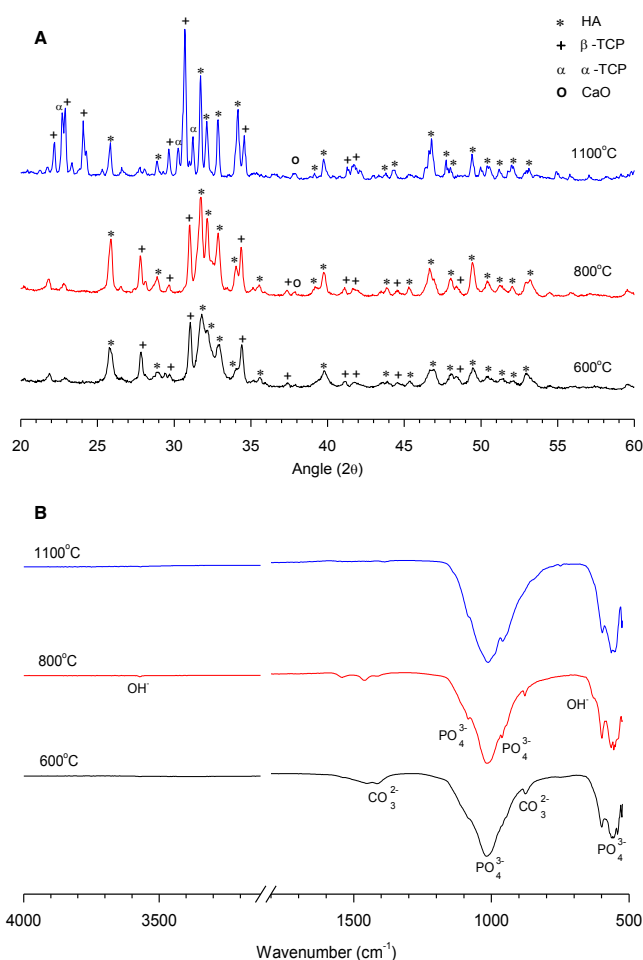 A
* HA
+ β-TCP
α α-TCP
o CaO
1100°C
800°C
600°C
20 25 30 35 40 45 50 55 60
Angle (2θ)
B
1100°C
800°C
OH⁻
OH⁻
PO₄³⁻
PO₄³⁻
600°C
CO₃²⁻
CO₃²⁻
PO₄³⁻
PO₄³⁻
4000 3500 1500 1000 500
Wavenumber (cm⁻¹)